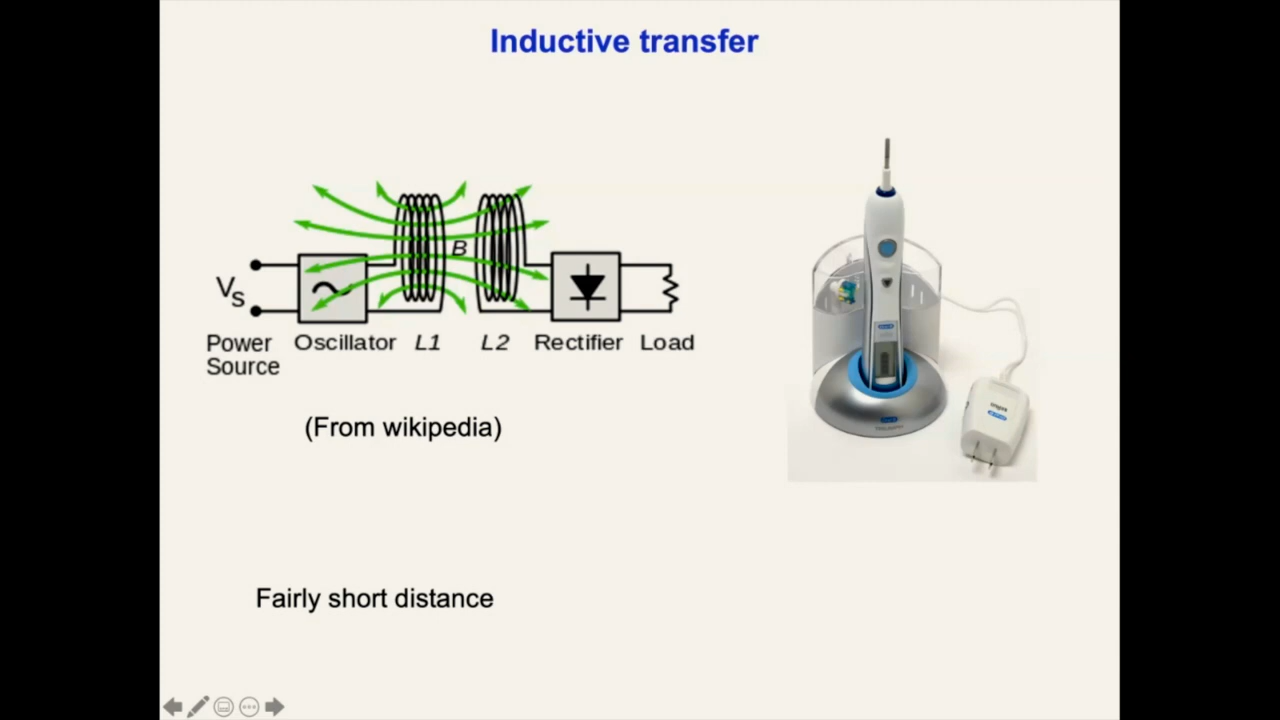 Inductive transfer
B
Vs
Power
Source
Oscillator
L1
L2
Rectifier
Load
(From wikipedia)
Fairly short distance